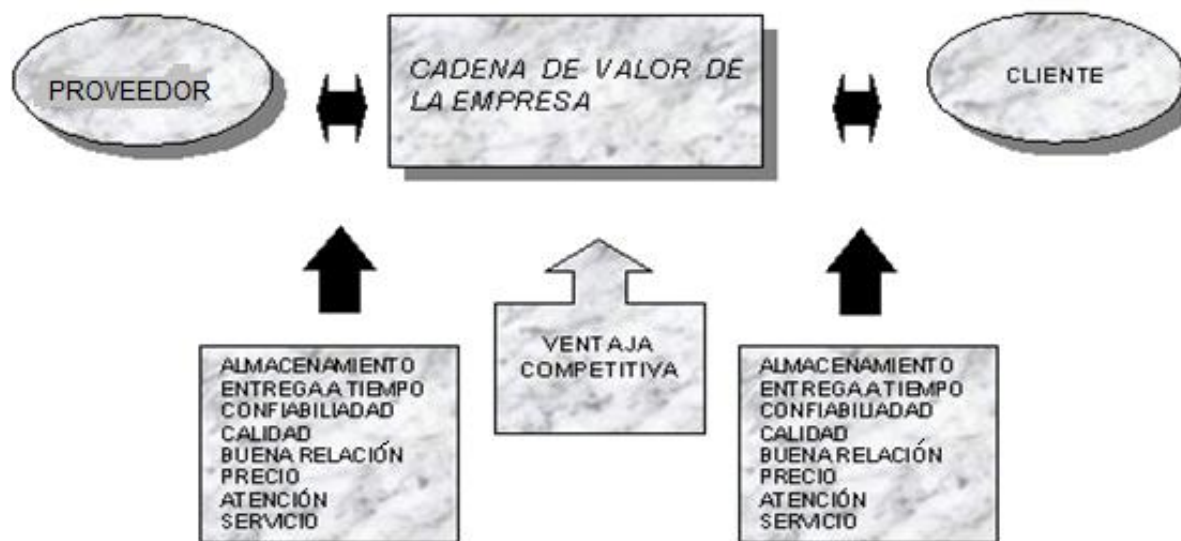 PROVEEDOR
CADENA DE VALOR DE
LA EMPRESA
CLIENTE
ALMACENAMIENTO
ENTREGA A TIEMPO
CONFIABILIADAD
CALIDAD
BUENA RELACIÓN
PRECIO
ATENCIÓN
SERVICIO
VENTAJA
COMPETITIVA
ALMACENAMIENTO
ENTREGA A TIEMPO
CONFIABILIADAD
CALIDAD
BUENA RELACIÓN
PRECIO
ATENCIÓN
SERVICIO